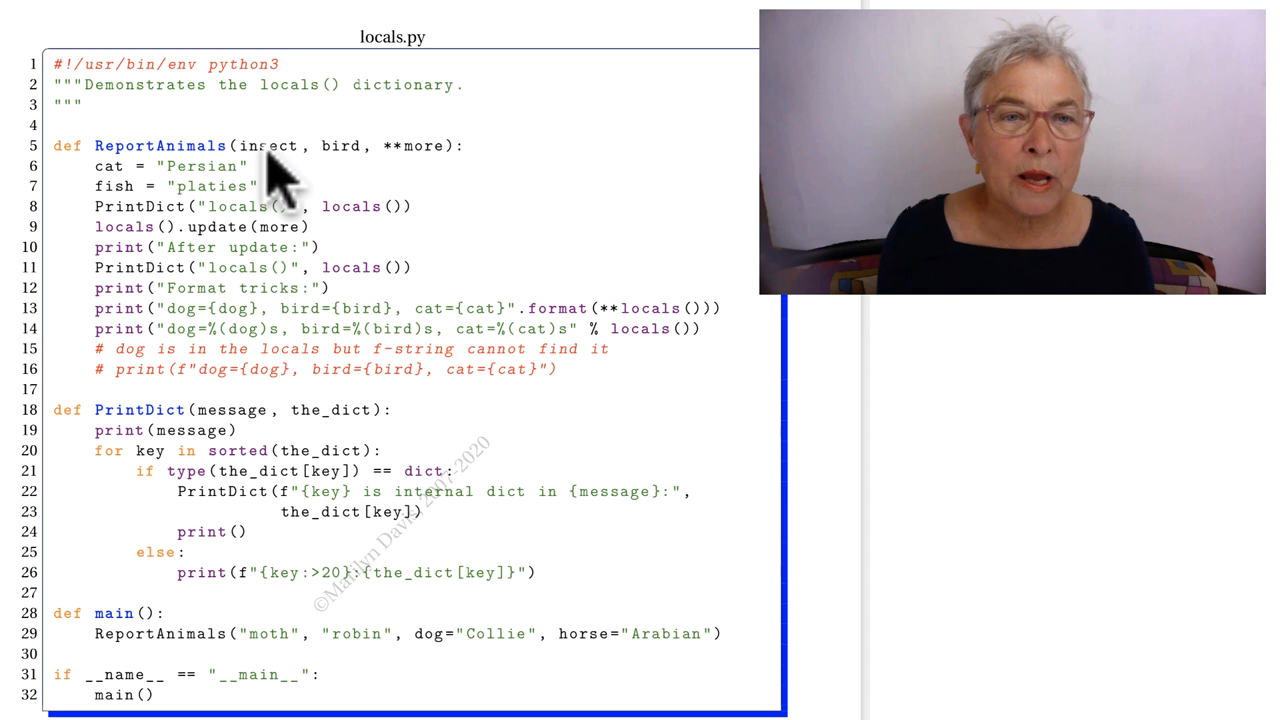 locals.py
1 #!/usr/bin/env python3
2 """Demonstrates the locals() dictionary.
3 """
4
5 def ReportAnimals(insect, bird, **more):
6 cat = "Persian"
7 fish = "platies"
8 PrintDict("locals()", locals())
9 locals().update(more)
10 print("After update:")
11 PrintDict("locals()", locals())
12 print("Format tricks:")
13 print("dog={dog}, bird={bird}, cat={cat}".format(**locals()))
14 print("dog=%(dog)s, bird=%(bird)s, cat=%(cat)s" % locals())
15 # dog is in the locals but f-string cannot find it
16 # print(f"dog={dog}, bird={bird}, cat={cat}")
17
18 def PrintDict(message, the_dict):
19 print(message)
20 for key in sorted(the_dict):
21 if type(the_dict[key]) == dict:
22 PrintDict(f"{key} is internal dict in {message}:",
23 the_dict[key])
24 print()
25 else:
26 print(f"{key:>20}:{the_dict[key]}")
27
28 def main():
29 ReportAnimals("moth", "robin", dog="Collie", horse="Arabian")
30
31 if __name__ == "__main__":
32 main()
©Marilyn Davis, 2007-2020